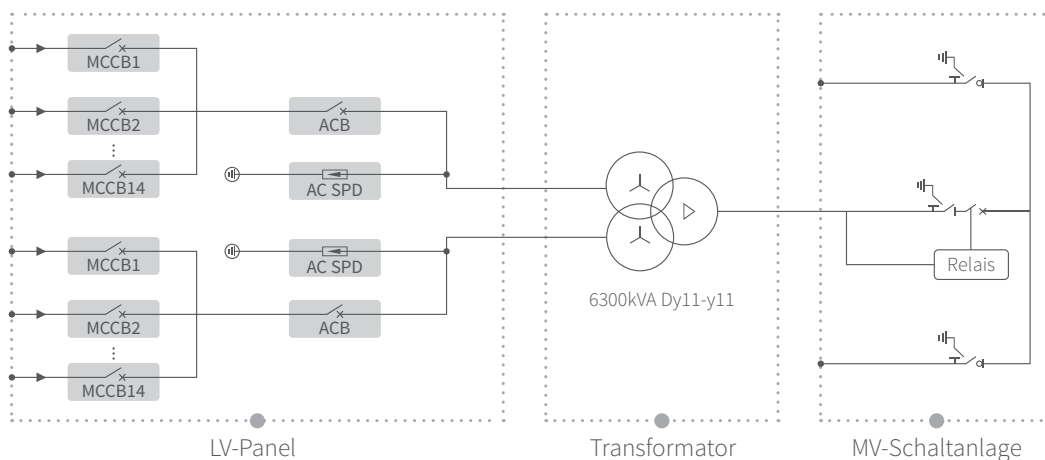 MCCB1
MCCB2
ACB
MCCB14
AC SPD
MCCB1
AC SPD
MCCB2
ACB
MCCB14
6300kVA Dy11-y11
Relais
LV-Panel
Transformator
MV-Schaltanlage